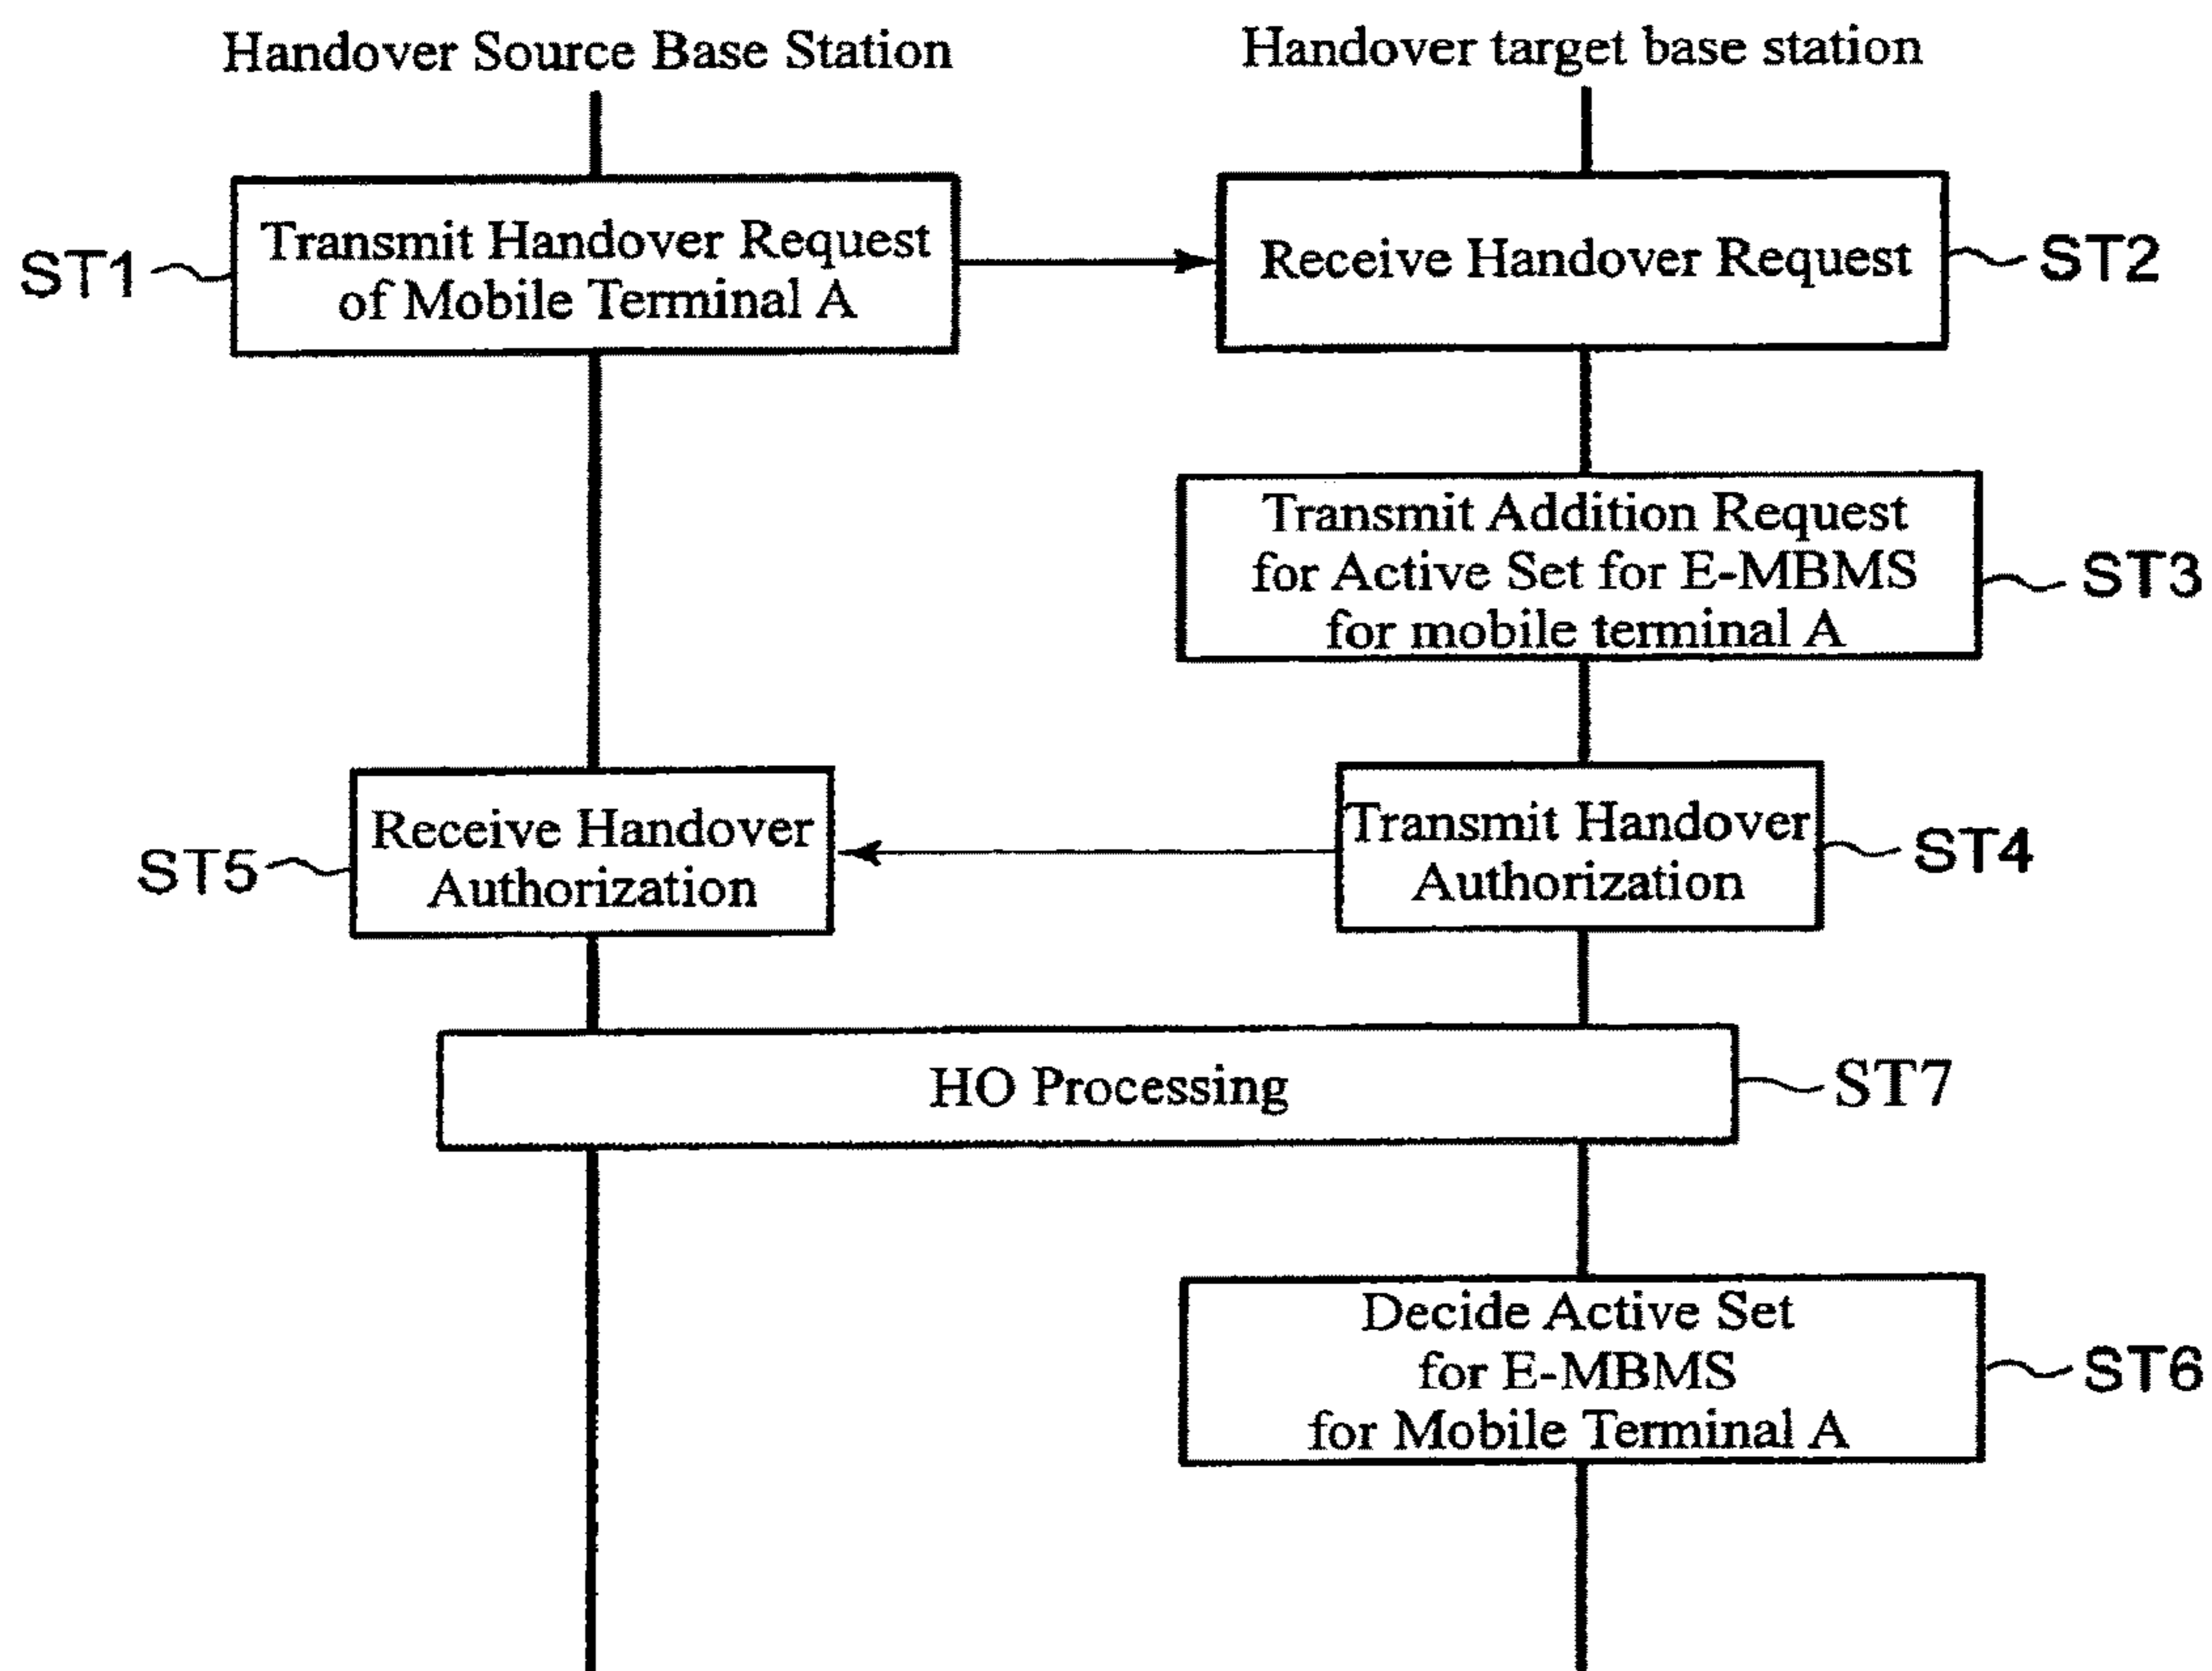 Handover Source Base Station
Handover target base station
ST1
Transmit Handover Request
of Mobile Terminal A
Receive Handover Request
ST2
Transmit Addition Request
for Active Set for E-MBMS
for mobile terminal A
ST3
ST5
Receive Handover
Authorization
Transmit Handover
Authorization
ST4
HO Processing
ST7
Decide Active Set
for E-MBMS
for Mobile Terminal A
ST6